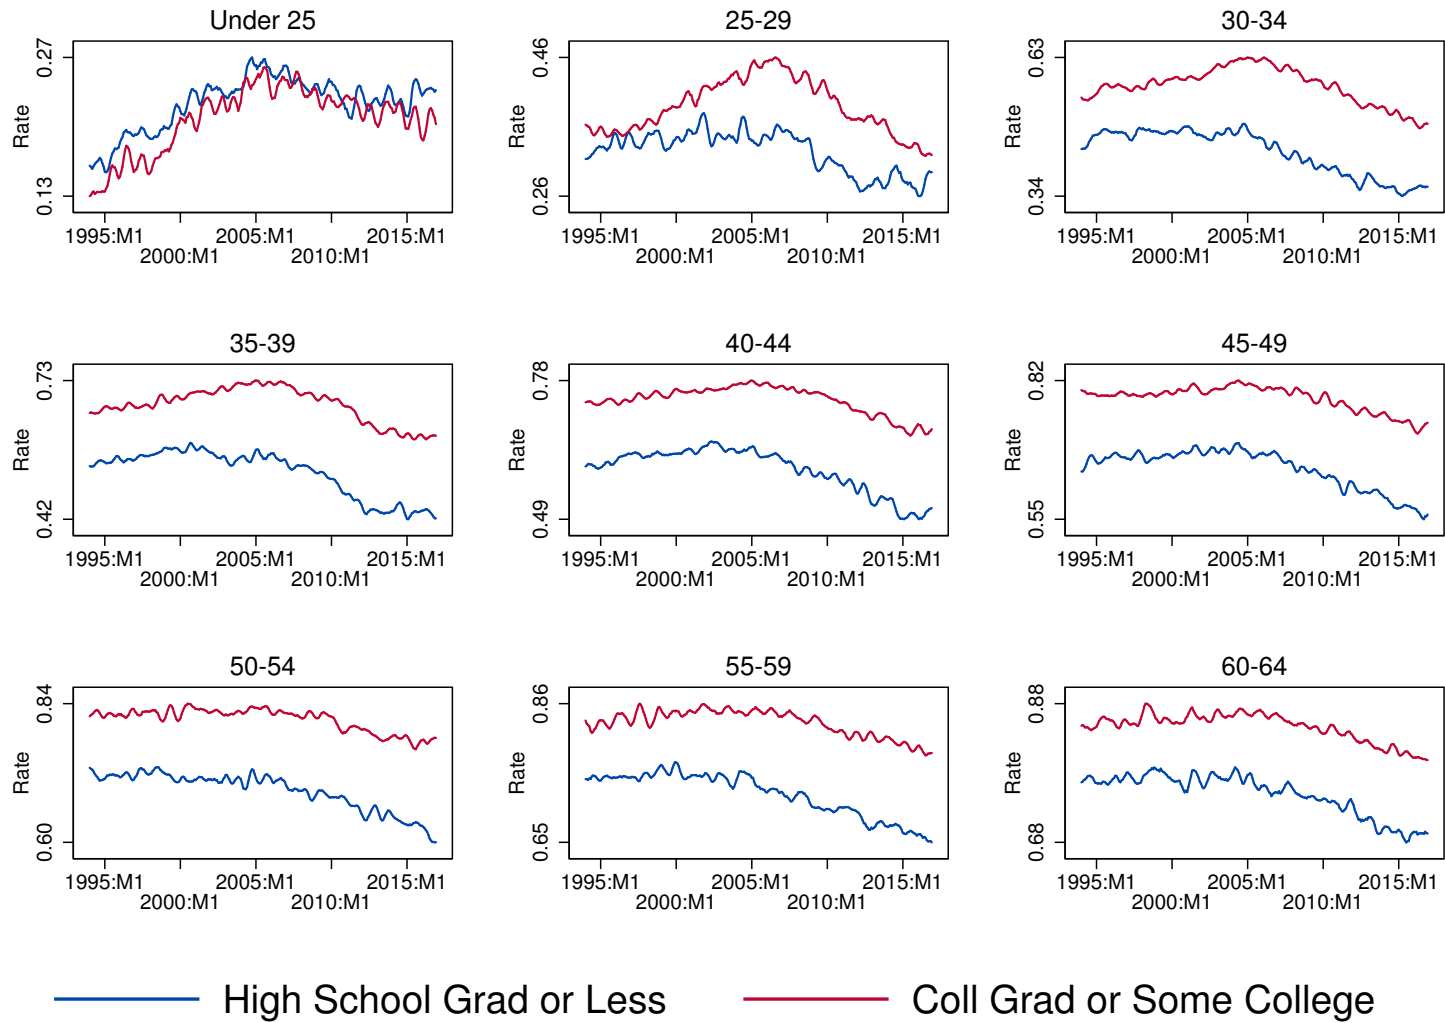 Under 25
25-29
30-34
0.27
0.13
Rate
1995:M1
2005:M1
2015:M1
2000:M1
2010:M1
0.46
0.26
Rate
1995:M1
2005:M1
2015:M1
2000:M1
2010:M1
0.63
0.34
Rate
1995:M1
2005:M1
2015:M1
2000:M1
2010:M1
35-39
40-44
45-49
0.73
0.42
Rate
1995:M1
2005:M1
2015:M1
2000:M1
2010:M1
0.78
0.49
Rate
1995:M1
2005:M1
2015:M1
2000:M1
2010:M1
0.82
0.55
Rate
1995:M1
2005:M1
2015:M1
2000:M1
2010:M1
50-54
55-59
60-64
0.84
0.60
Rate
1995:M1
2005:M1
2015:M1
2000:M1
2010:M1
0.86
0.65
Rate
1995:M1
2005:M1
2015:M1
2000:M1
2010:M1
0.88
0.68
Rate
1995:M1
2005:M1
2015:M1
2000:M1
2010:M1
High School Grad or Less
Coll Grad or Some College